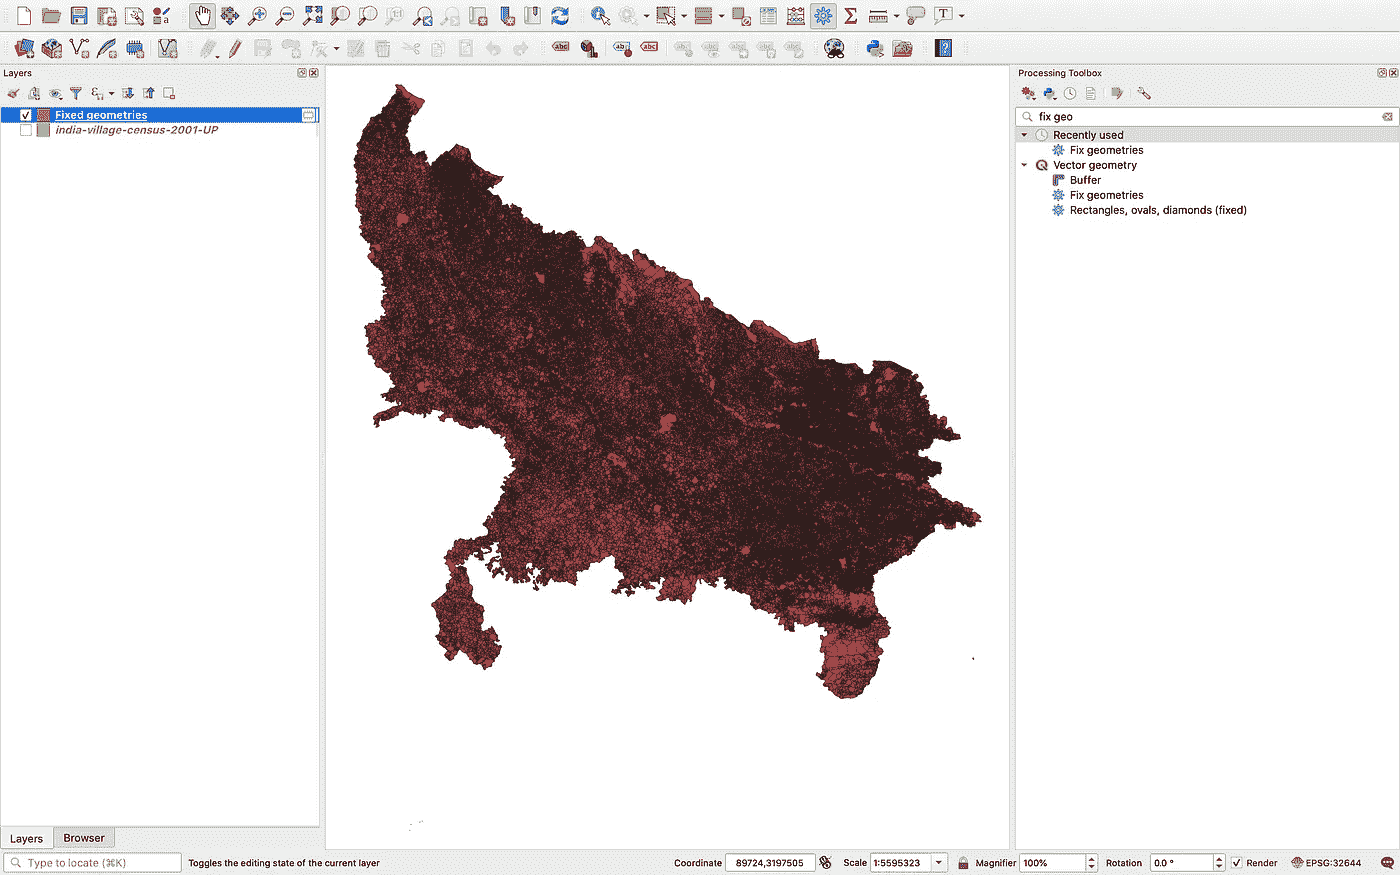 Layers
Fixed geometries
india-village-census-2001-UP
Processing Toolbox
fix geo
Recently used
Fix geometries
Vector geometry
Buffer
Fix geometries
Rectangles, ovals, diamonds (fixed)
Layers
Browser
Type to locate (⌘K)
Toggles the editing state of the current layer
Coordinate 89724,3197505
Scale 1:5595323
Magnifier 100%
Rotation 0.0 °
Render
EPSG:32644